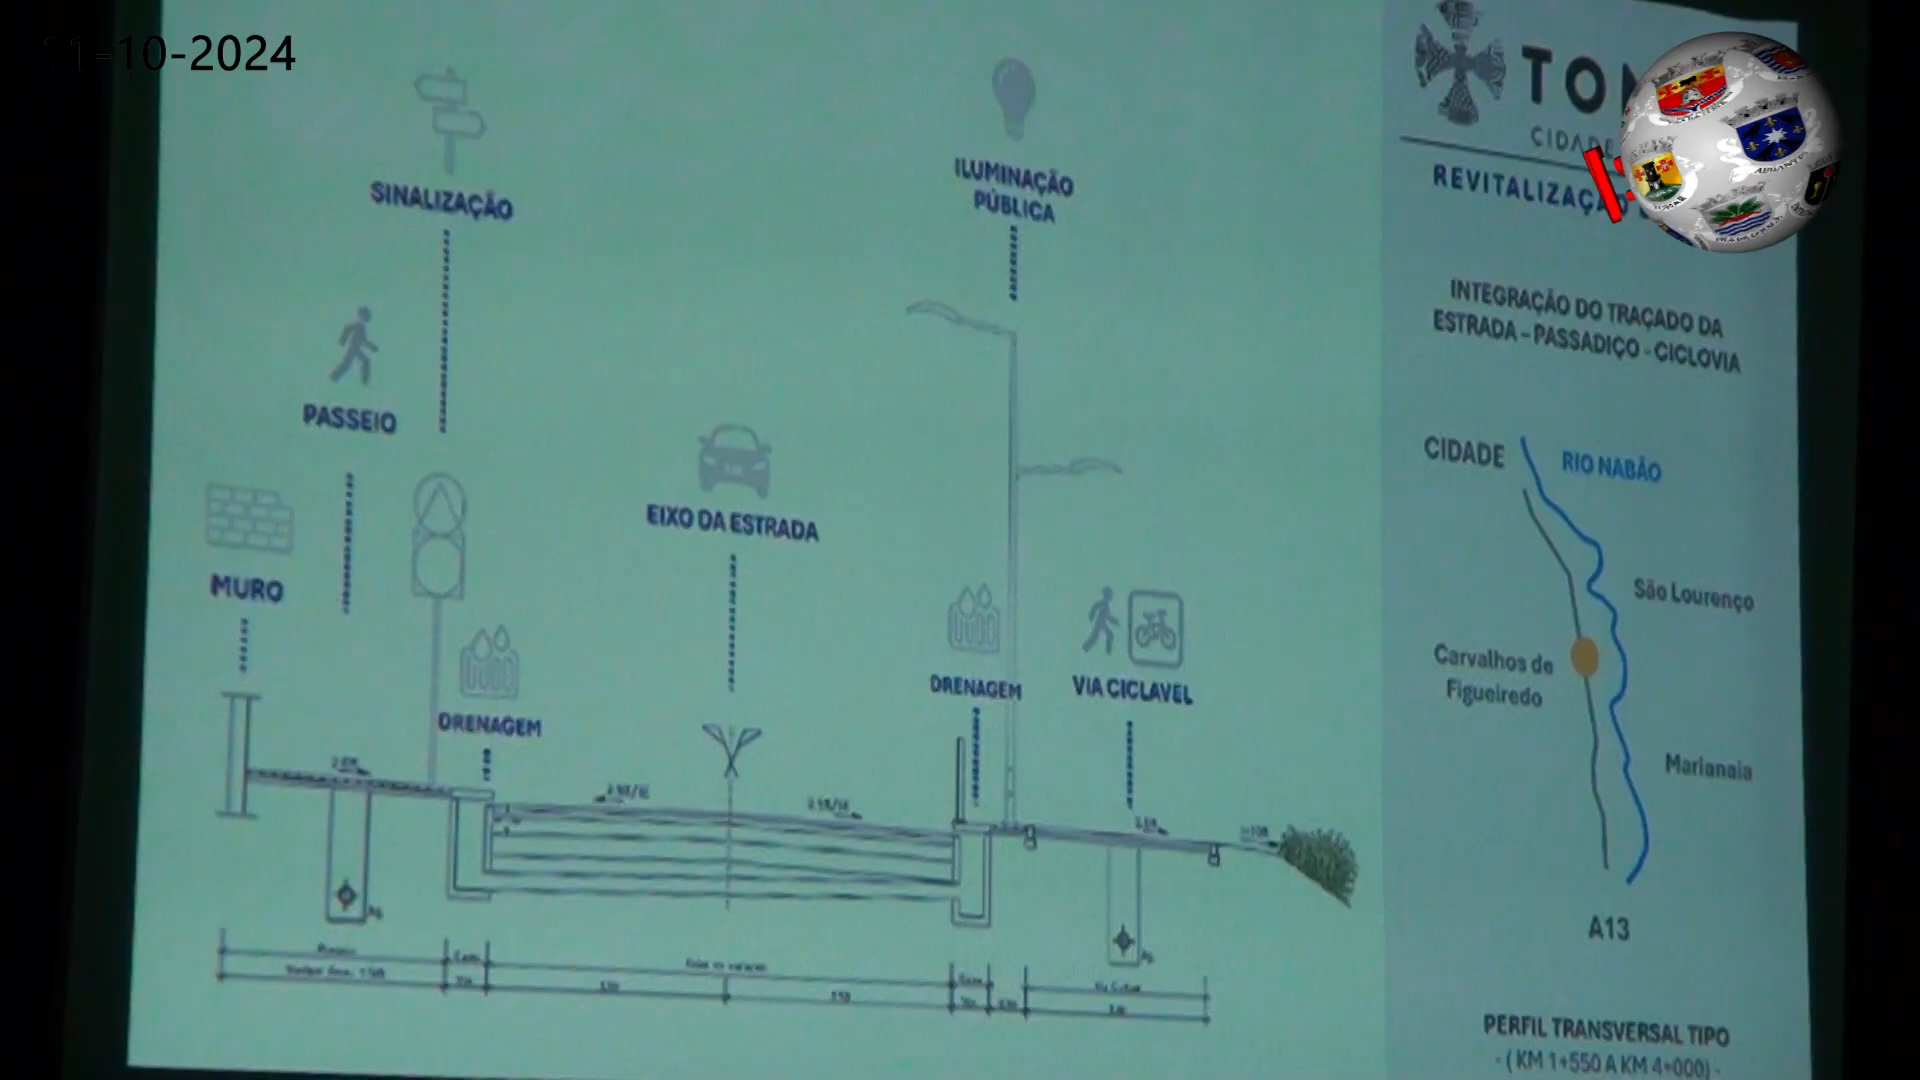 11-10-2024
SINALIZAÇÃO
ILUMINAÇÃO
PÚBLICA
PASSEIO
MURO
EIXO DA ESTRADA
DRENAGEM
DRENAGEM
VIA CICLAVEL
CIDADE
REVITALIZAÇÃO
INTEGRAÇÃO DO TRAÇADO DA
ESTRADA - PASSADIÇO - CICLOVIA
CIDADE
RIO NABÃO
São Lourenço
Carvalhos de
Figueiredo
Marianaia
A13
PERFIL TRANSVERSAL TIPO
- ( KM 1+550 A KM 4+000) -